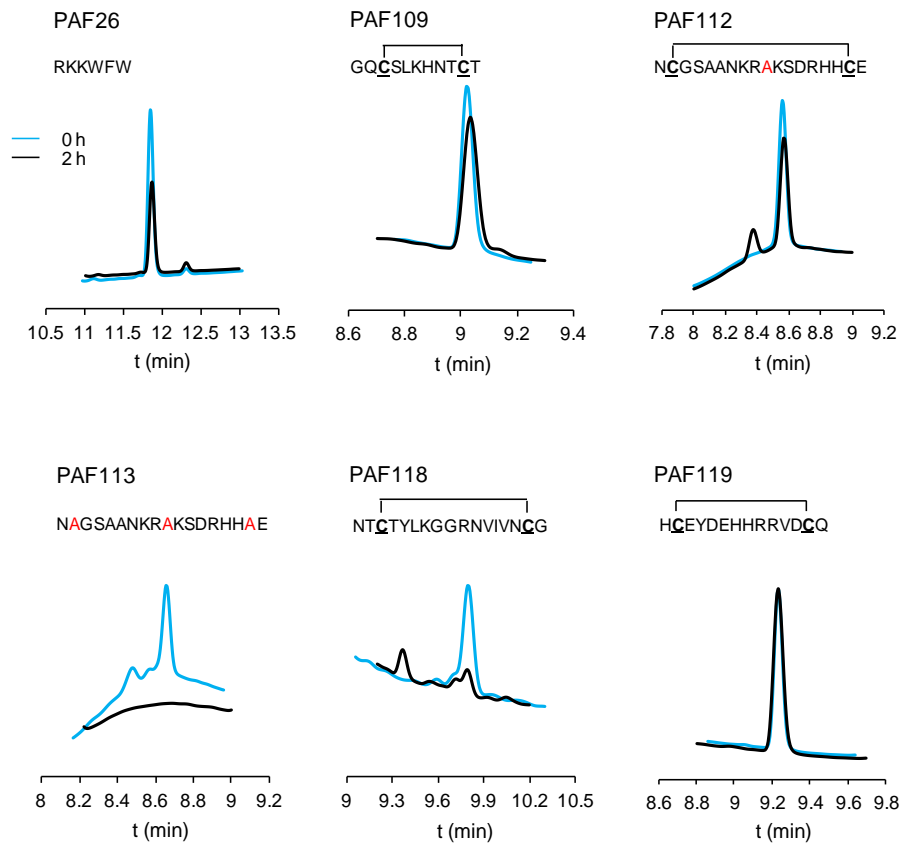 PAF26
PAF109
PAF112
RKKWFW
GQCSLKHNTCT
NCGSAANKRAKSDRHHCE
0 h
2 h
10.5 11 11.5 12 12.5 13 13.5
8.6 8.8 9 9.2 9.4
7.8 8 8.2 8.4 8.6 8.8 9 9.2
t (min)
t (min)
t (min)
PAF113
PAF118
PAF119
NAGSAANKRAKSDRHHAE
NTCTYLKGGRNVIVNCG
HCEYDEHHRRVDCQ
8 8.2 8.4 8.6 8.8 9 9.2
9 9.3 9.6 9.9 10.2 10.5
8.6 8.8 9 9.2 9.4 9.6 9.8
t (min)
t (min)
t (min)